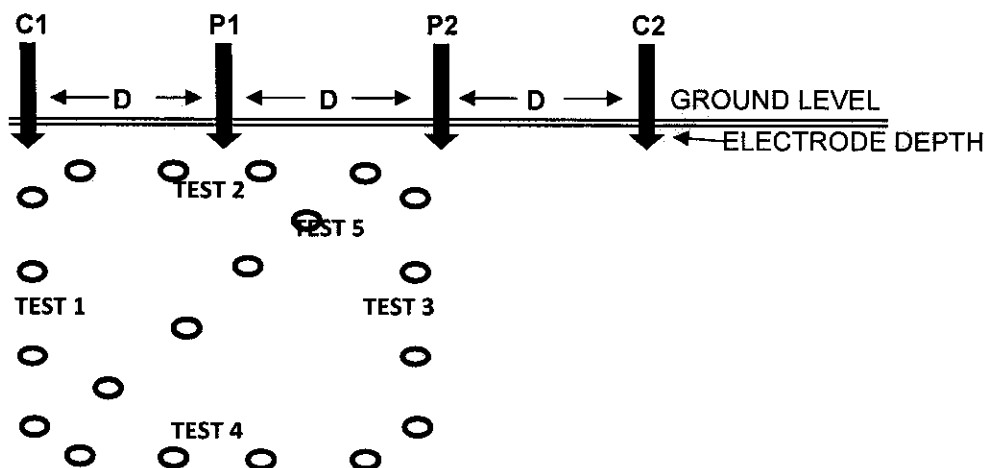 C1 P1 P2 C2
D D D
GROUND LEVEL
ELECTRODE DEPTH
TEST 2
TEST 5
TEST 1 TEST 3
TEST 4